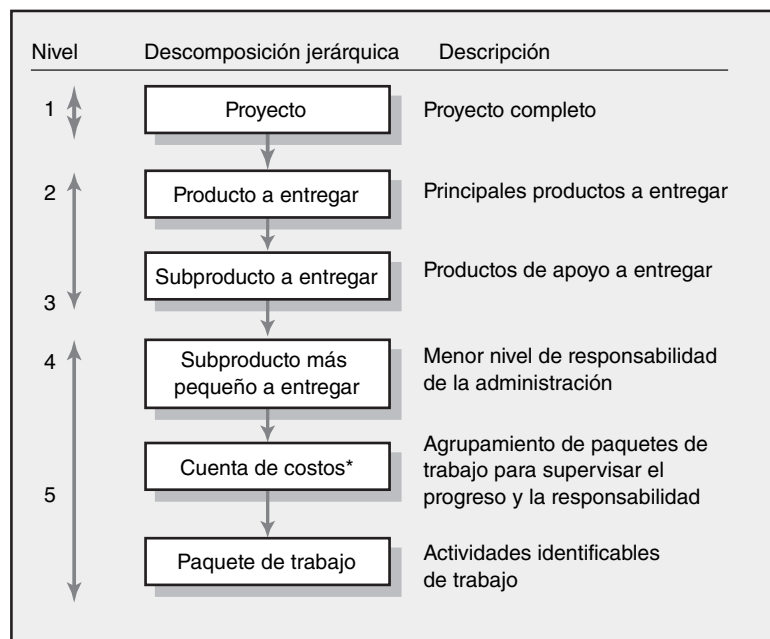 Nivel Descomposición jerárquica Descripción
1 Proyecto Proyecto completo
2 Producto a entregar Principales productos a entregar
Subproducto a entregar Productos de apoyo a entregar
3
4 Subproducto más Menor nivel de responsabilidad
pequeño a entregar de la administración
Cuenta de costos* Agrupamiento de paquetes de
trabajo para supervisar el
5 progreso y la responsabilidad
Paquete de trabajo Actividades identificables
de trabajo